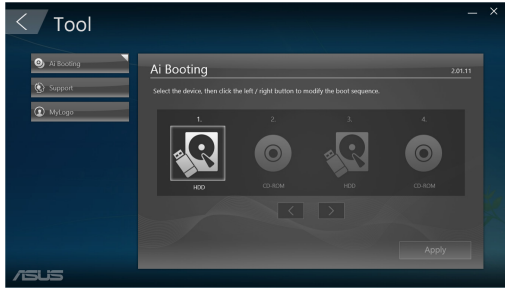 Tool
Ai Booting
Support
MyLogo
Ai Booting
2.01.11
Select the device, then click the left / right button to modify the boot sequence.
1. 2. 3. 4.
HDD CD-ROM HDD CD-ROM
Apply
ASUS